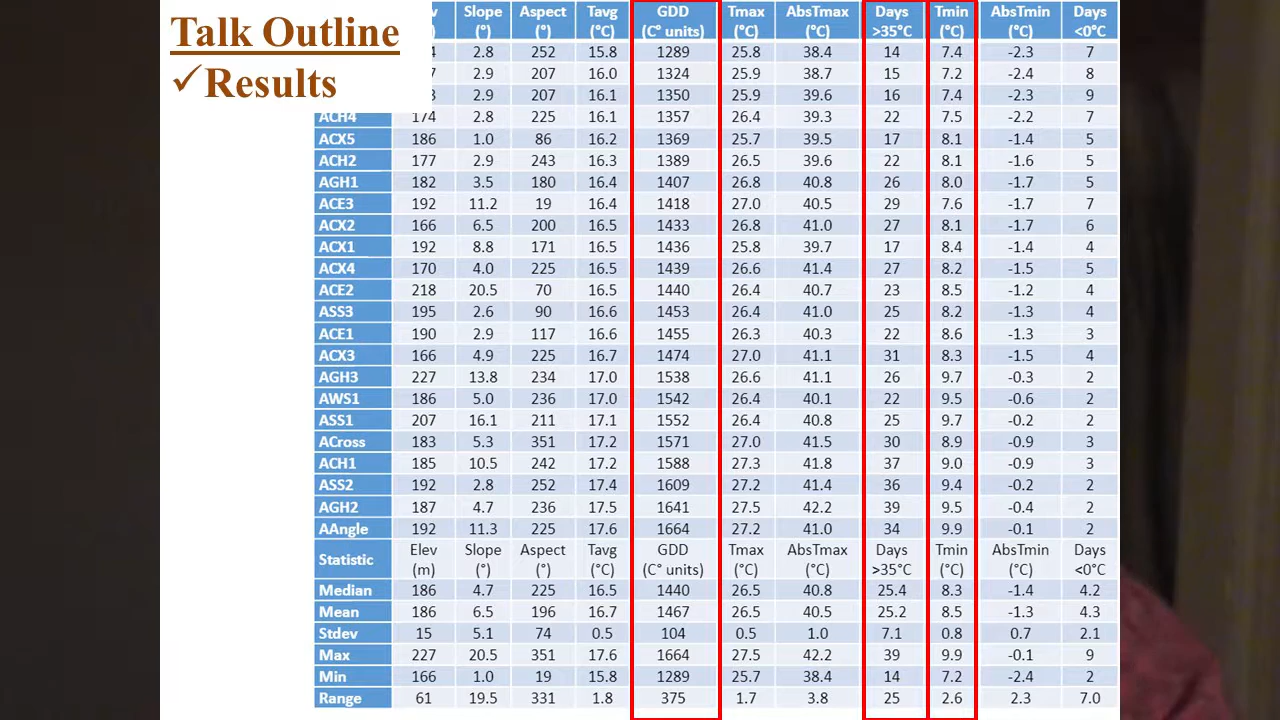 Talk Outline
✓Results
Slope Aspect Tavg GDD Tmax AbsTmax Days Tmin AbsTmin Days
(°) (°) (°C) (C° units) (°C) (°C) >35°C (°C) (°C) <0°C
2.8 252 15.8 1289 25.8 38.4 14 7.4 -2.3 7
2.9 207 16.0 1324 25.9 38.7 15 7.2 -2.4 8
2.9 207 16.1 1350 25.9 39.6 16 7.4 -2.3 9
ACH4 174 2.8 225 16.1 1357 26.4 39.3 22 7.5 -2.2 7
ACX5 186 1.0 86 16.2 1369 25.7 39.5 17 8.1 -1.4 5
ACH2 177 2.9 243 16.3 1389 26.5 39.6 22 8.1 -1.6 5
AGH1 182 3.5 180 16.4 1407 26.8 40.8 26 8.0 -1.7 5
ACE3 192 11.2 19 16.4 1418 27.0 40.5 29 7.6 -1.7 7
ACX2 166 6.5 200 16.5 1433 26.8 41.0 27 8.1 -1.7 6
ACX1 192 8.8 171 16.5 1436 25.8 39.7 17 8.4 -1.4 4
ACX4 170 4.0 225 16.5 1439 26.6 41.4 27 8.2 -1.5 5
ACE2 218 20.5 70 16.5 1440 26.4 40.7 23 8.5 -1.2 4
ASS3 195 2.6 90 16.6 1453 26.4 41.0 25 8.2 -1.3 4
ACE1 190 2.9 117 16.6 1455 26.3 40.3 22 8.6 -1.3 3
ACX3 166 4.9 225 16.7 1474 27.0 41.1 31 8.3 -1.5 4
AGH3 227 13.8 234 17.0 1538 26.6 41.1 26 9.7 -0.3 2
AWS1 186 5.0 236 17.0 1542 26.4 40.1 22 9.5 -0.6 2
ASS1 207 16.1 211 17.1 1552 26.4 40.8 25 9.7 -0.2 2
ACross 183 5.3 351 17.2 1571 27.0 41.5 30 8.9 -0.9 3
ACH1 185 10.5 242 17.2 1588 27.3 41.8 37 9.0 -0.9 3
ASS2 192 2.8 252 17.4 1609 27.2 41.4 36 9.4 -0.2 2
AGH2 187 4.7 236 17.5 1641 27.5 42.2 39 9.5 -0.4 2
AAngle 192 11.3 225 17.6 1664 27.2 41.0 34 9.9 -0.1 2
Statistic Elev Slope Aspect Tavg GDD Tmax AbsTmax Days Tmin AbsTmin Days
(m) (°) (°) (°C) (C° units) (°C) (°C) >35°C (°C) (°C) <0°C
Median 186 4.7 225 16.5 1440 26.5 40.8 25.4 8.3 -1.4 4.2
Mean 186 6.5 196 16.7 1467 26.5 40.5 25.2 8.5 -1.3 4.3
Stdev 15 5.1 74 0.5 104 0.5 1.0 7.1 0.8 0.7 2.1
Max 227 20.5 351 17.6 1664 27.5 42.2 39 9.9 -0.1 9
Min 166 1.0 19 15.8 1289 25.7 38.4 14 7.2 -2.4 2
Range 61 19.5 331 1.8 375 1.7 3.8 25 2.6 2.3 7.0